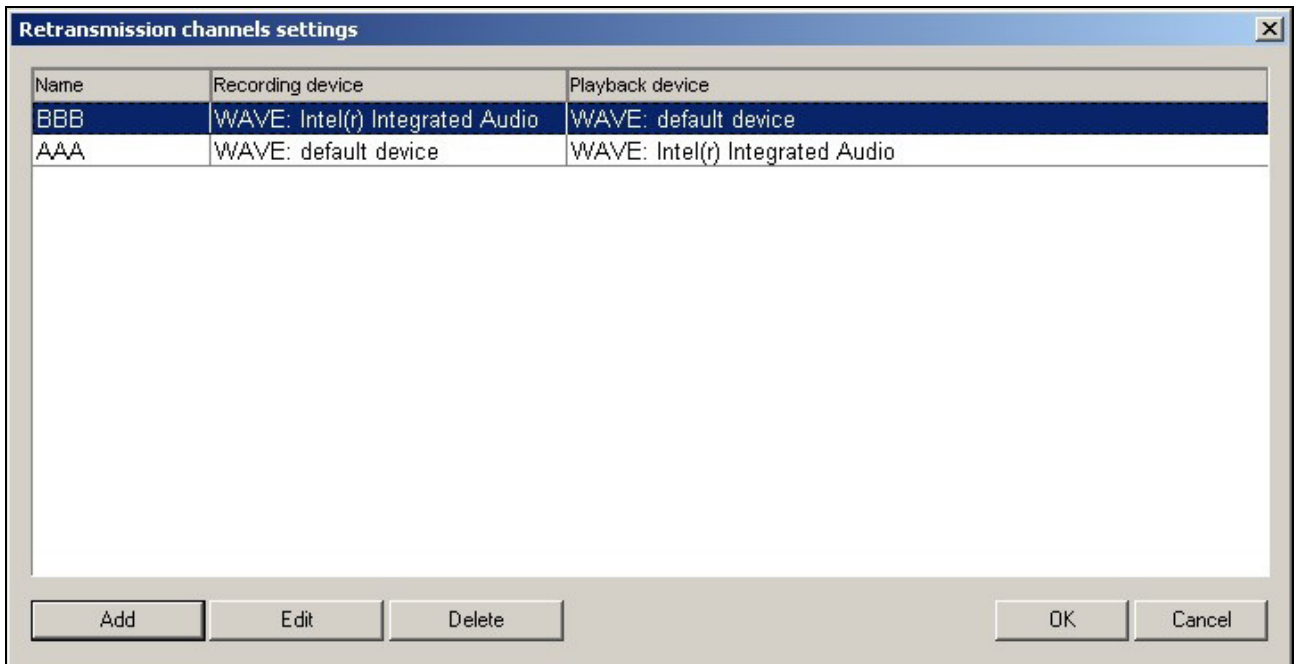 Retransmission channels settings
Name Recording device Playback device
BBB WAVE: Intel(r) Integrated Audio WAVE: default device
AAA WAVE: default device WAVE: Intel(r) Integrated Audio
Add Edit Delete OK Cancel